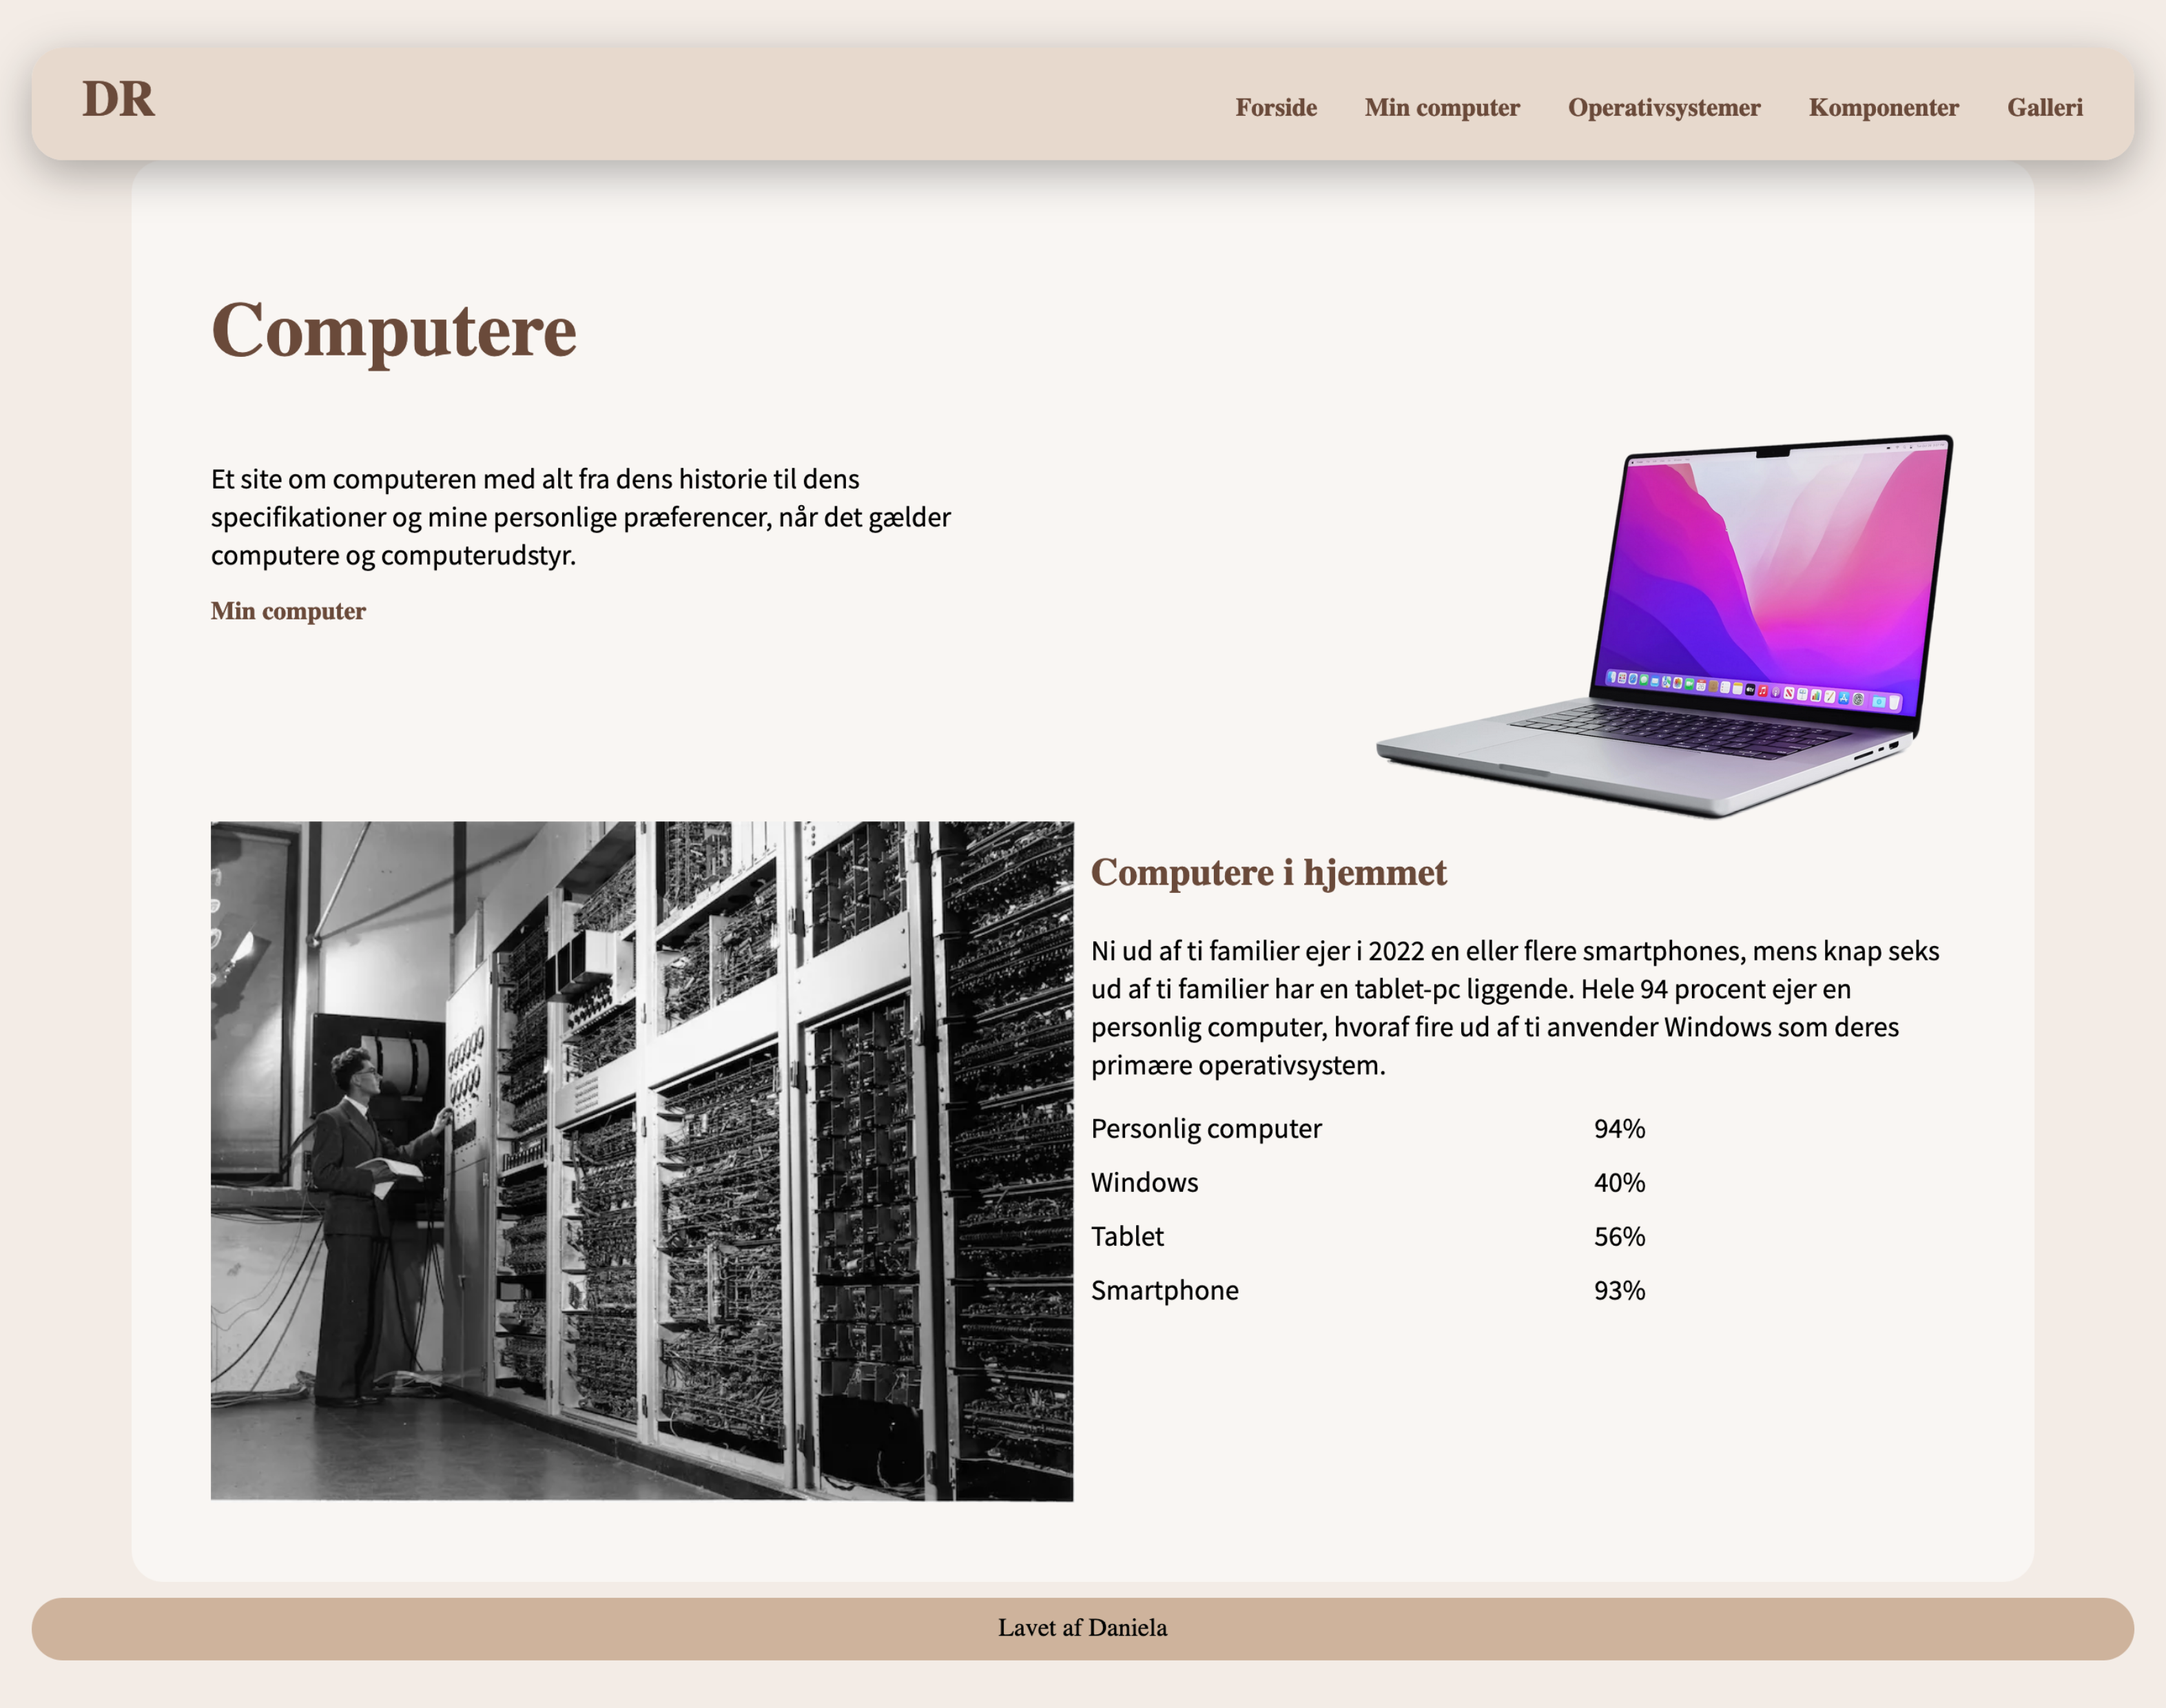 DR
Forside Min computer Operativsystemer Komponenter Galleri
Computere
Et site om computeren med alt fra dens historie til dens
specifikationer og mine personlige præferencer, når det gælder
computere og computerudstyr.
Min computer
Computere i hjemmet
Ni ud af ti familier ejer i 2022 en eller flere smartphones, mens knap seks
ud af ti familier har en tablet-pc liggende. Hele 94 procent ejer en
personlig computer, hvoraf fire ud af ti anvender Windows som deres
primære operativsystem.
Personlig computer 94%
Windows 40%
Tablet 56%
Smartphone 93%
Lavet af Daniela